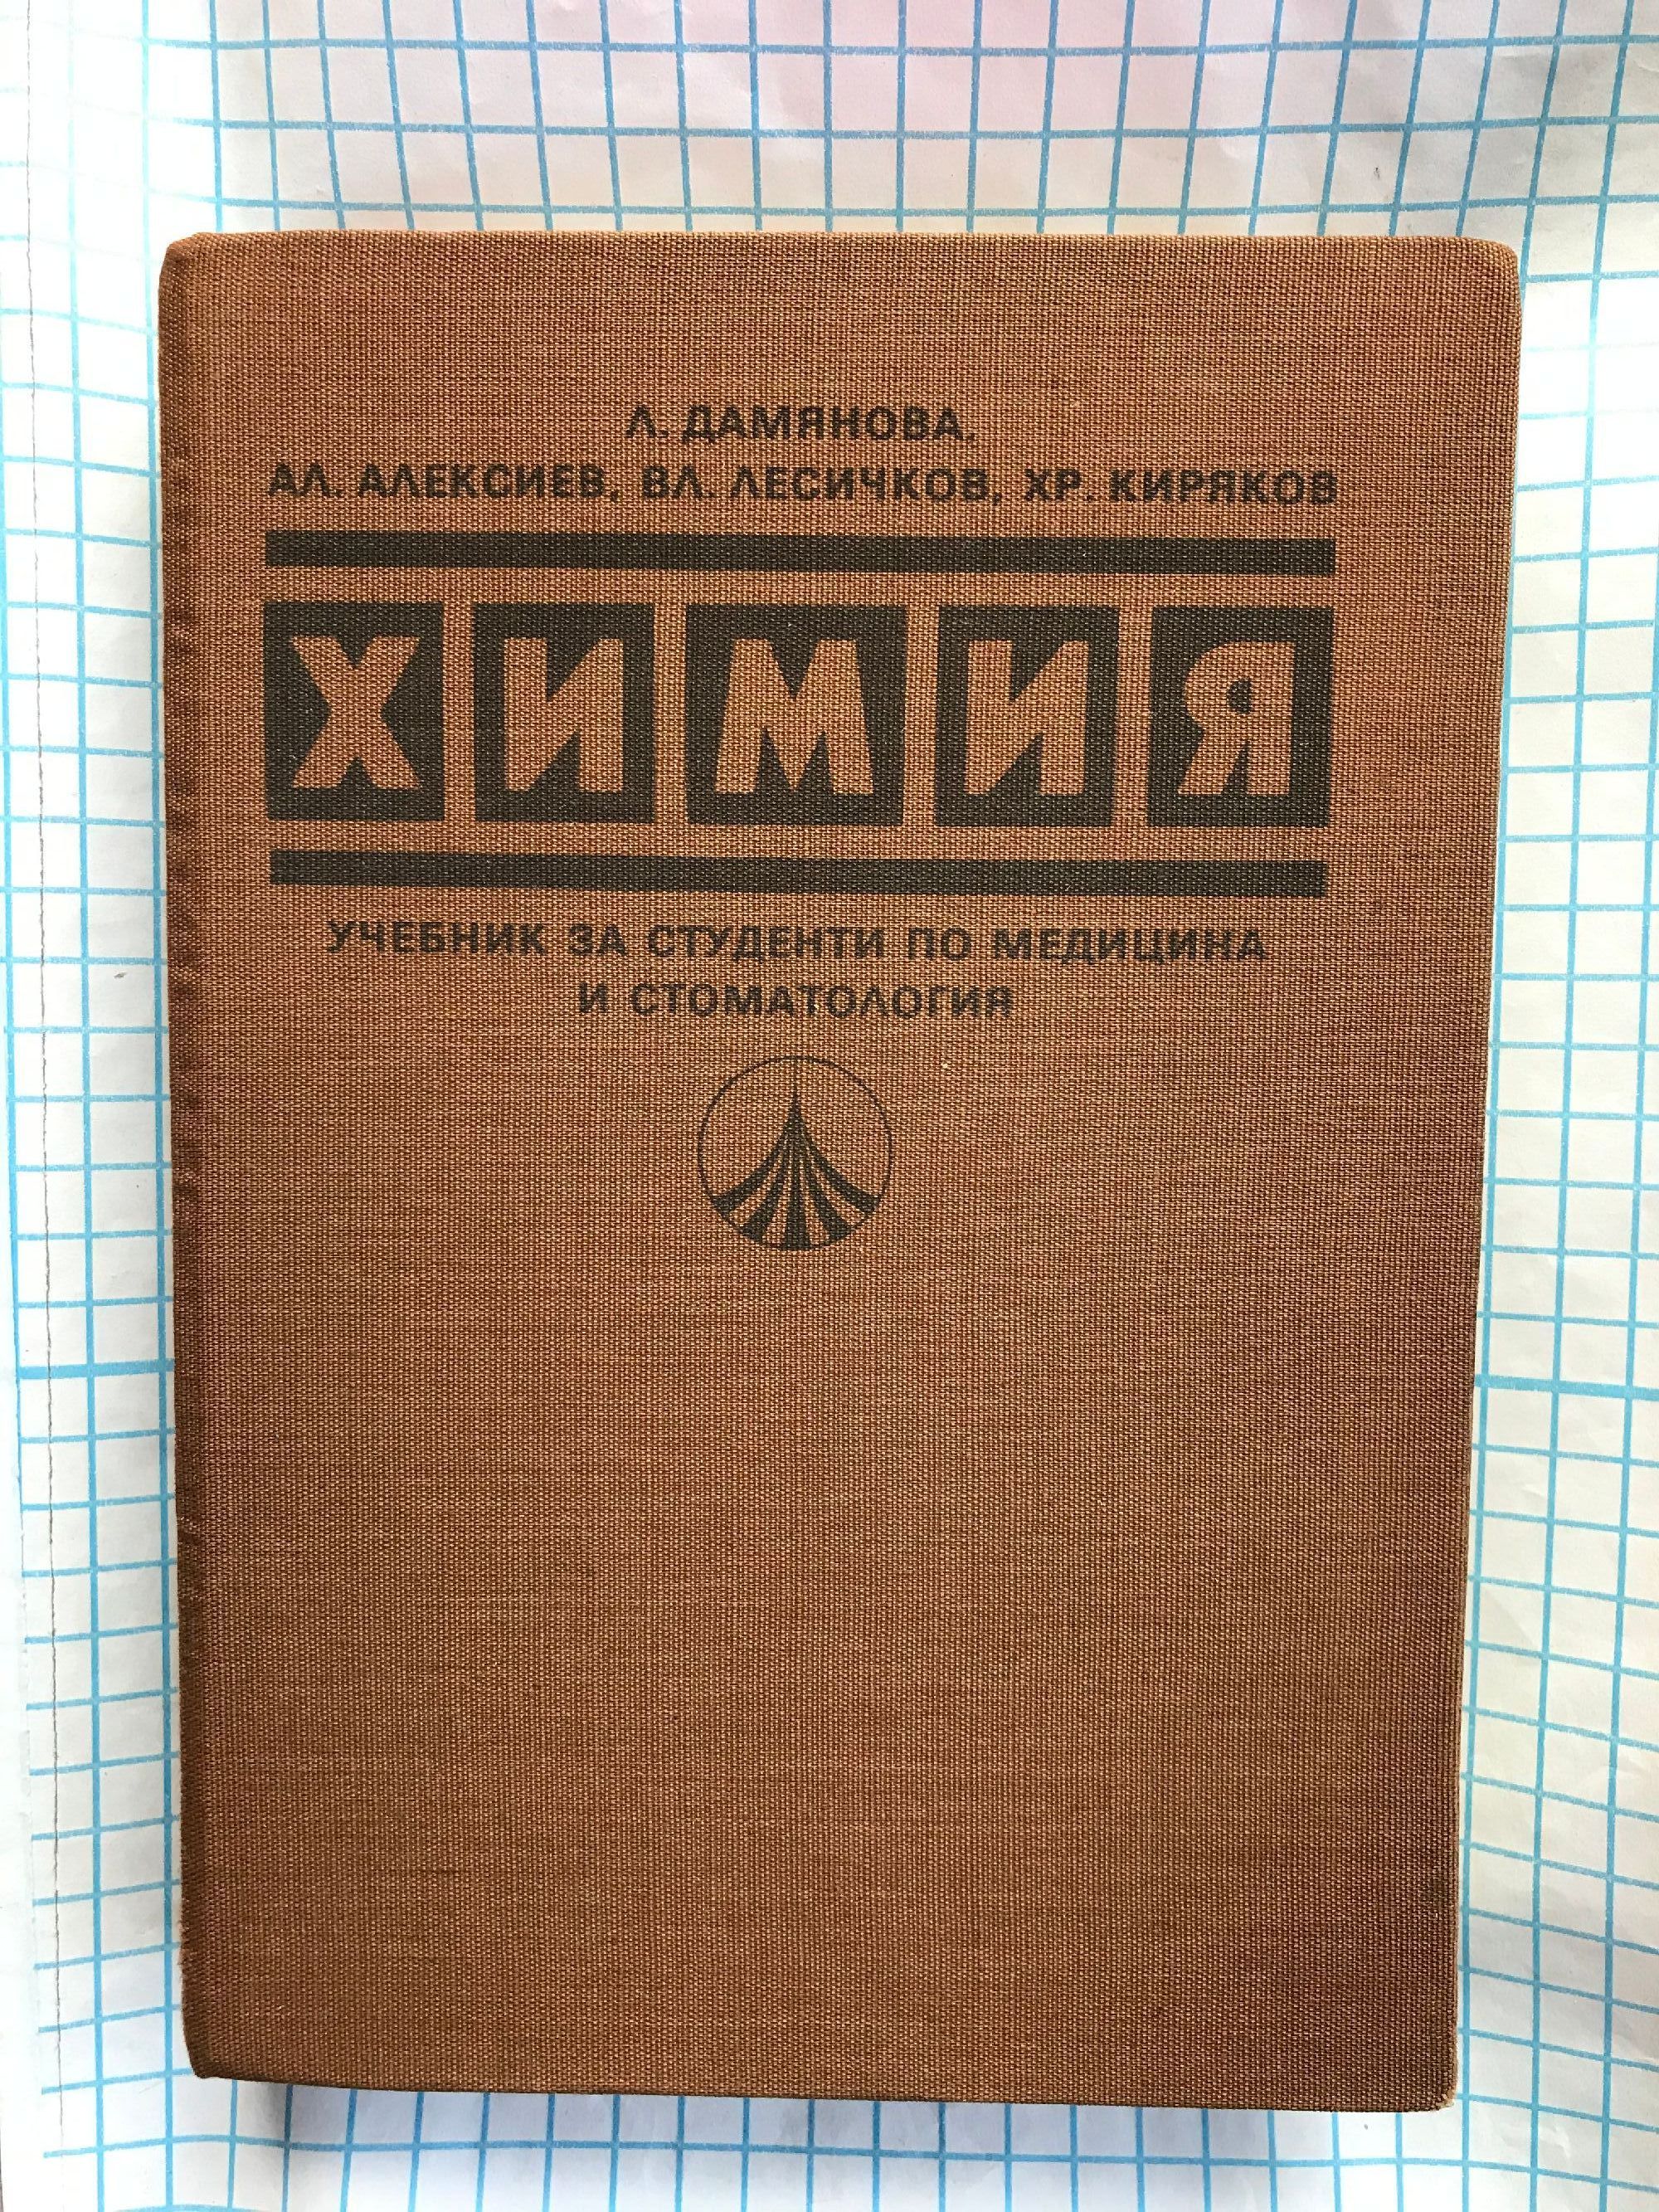 Л. ДАМЯНОВА,
АЛ. АЛЕКСИЕВ, ВЛ. ЛЕСИЧКОВ, ХР. КИРЯКОВ
ХИМИЯ
УЧЕБНИК ЗА СТУДЕНТИ ПО МЕДИЦИНА
И СТОМАТОЛОГИЯ